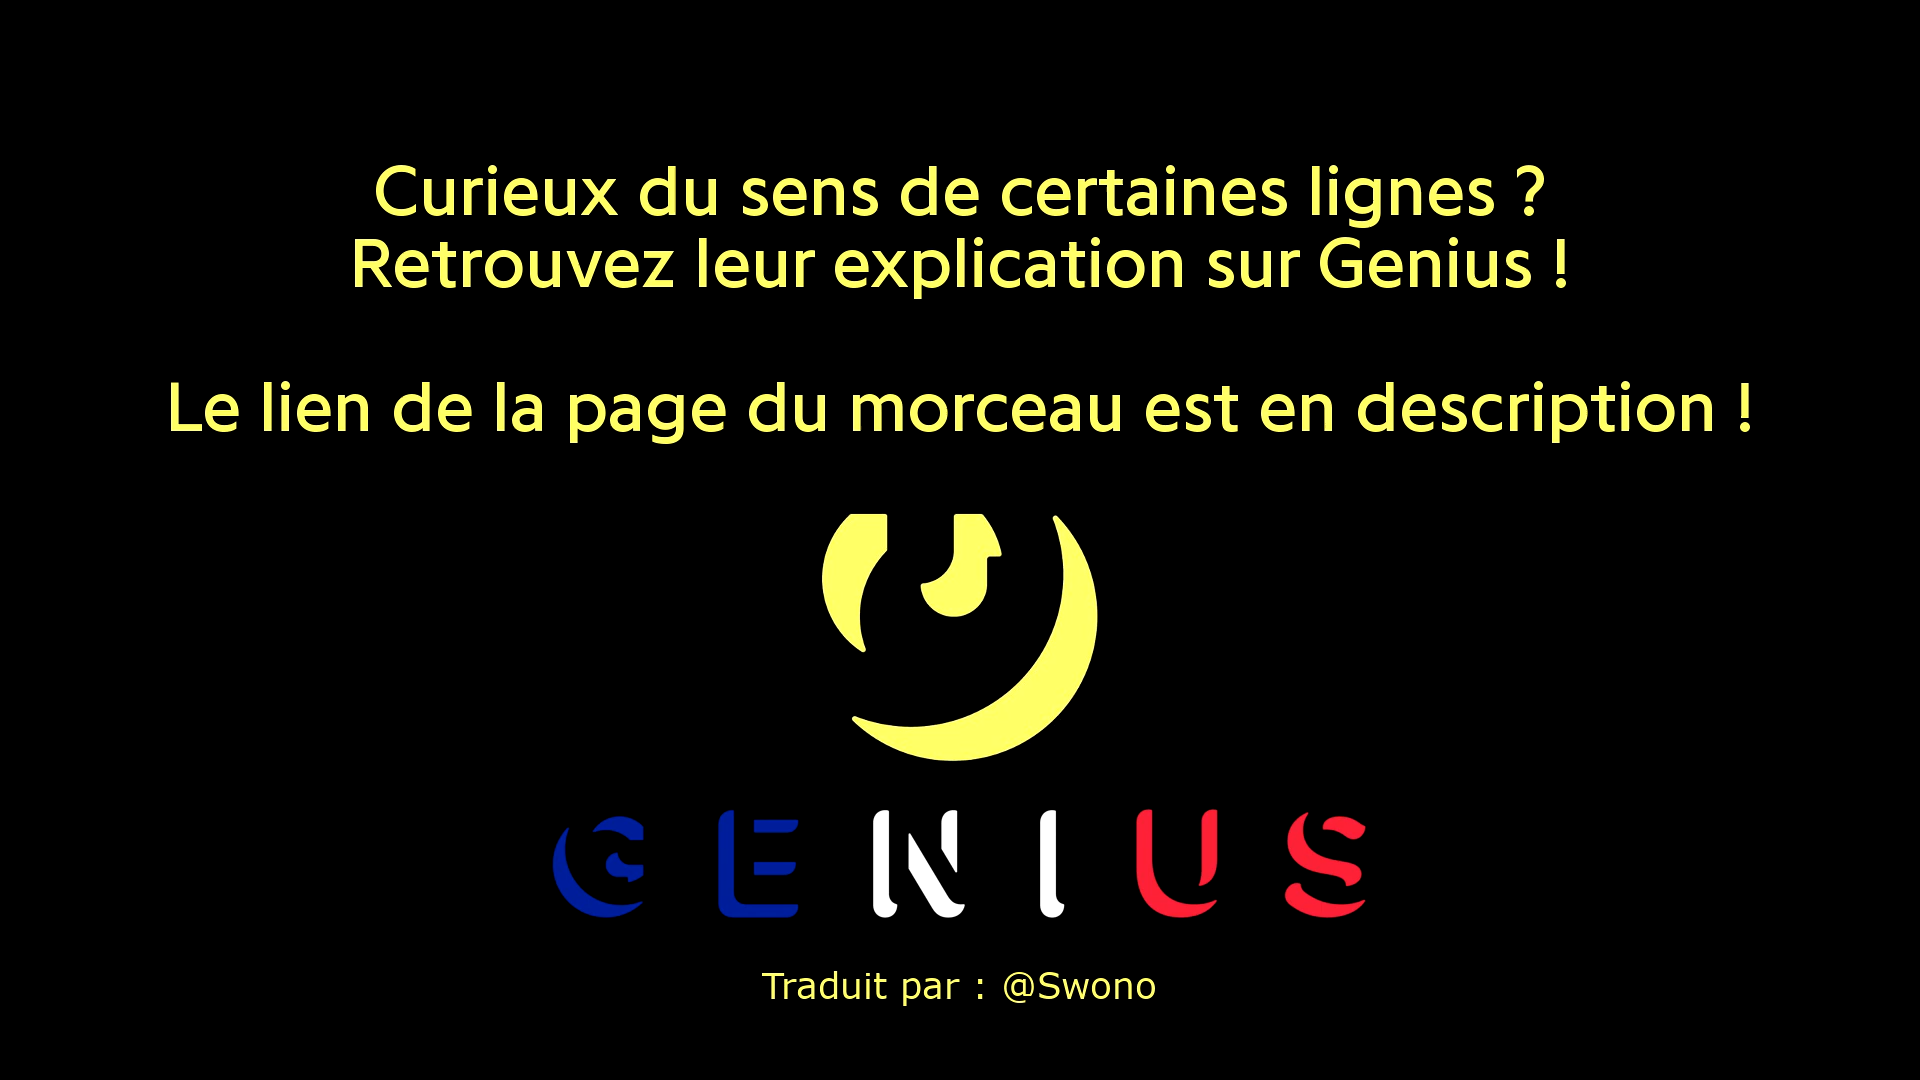 Curieux du sens de certaines lignes ?
Retrouvez leur explication sur Genius !
Le lien de la page du morceau est en description !
GENIUS
Traduit par : @Swono